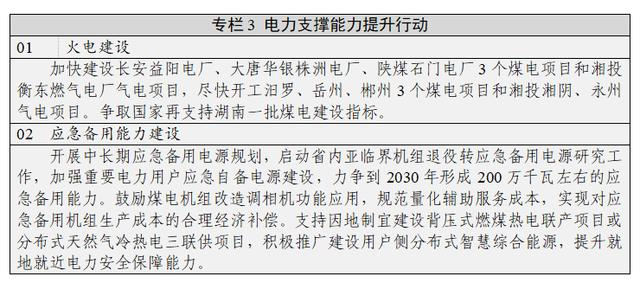 专栏3 电力支撑能力提升行动
01 火电建设
加快建设长安益阳电厂、大唐华银株洲电厂、陕煤石门电厂3个煤电项目和湘投
衡东燃气电厂气电项目，尽快开工汨罗、岳州、郴州3个煤电项目和湘投湘阴、永州
气电项目。争取国家再支持湖南一批煤电建设指标。
02 应急备用能力建设
开展中长期应急备用电源规划，启动省内亚临界机组退役转应急备用电源研究工
作，加强重要电力用户应急自备电源建设，力争到2030年形成200万千瓦左右的应
急备用能力。鼓励煤电机组改造调相机功能应用，规范量化辅助服务成本，实现对
应急备用机组生产成本的合理经济补偿。支持因地制宜建设背压式燃煤热电联产项目或
分布式天然气冷热电三联供项目，积极推广建设用户侧分布式智慧综合能源，提升就
地就近电力安全保障能力。